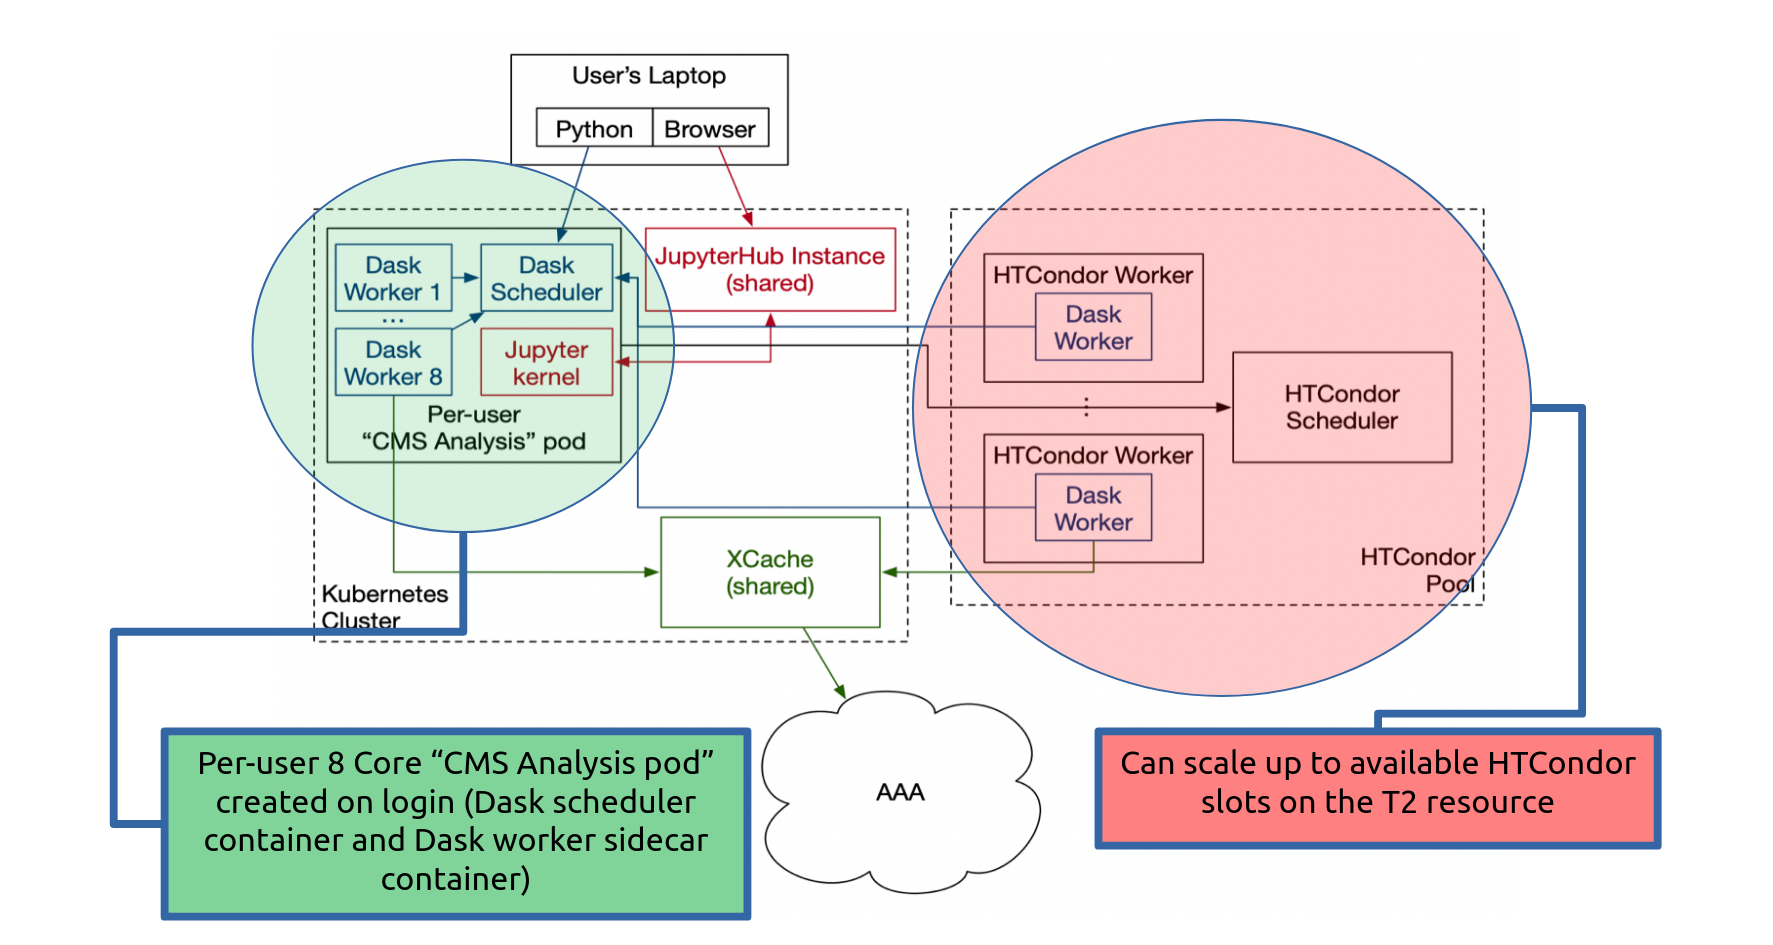 User's Laptop
Python
Browser
Dask
Worker 1
...
Dask
Worker 8
Dask
Scheduler
Jupyter
kernel
Per-user
“CMS Analysis” pod
JupyterHub Instance
(shared)
XCache
(shared)
Kubernetes
Cluster
HTCondor Worker
Dask
Worker
...
HTCondor Worker
Dask
Worker
HTCondor
Scheduler
HTCondor
Pool
AAA
Per-user 8 Core “CMS Analysis pod”
created on login (Dask scheduler
container and Dask worker sidecar
container)
Can scale up to available HTCondor
slots on the T2 resource